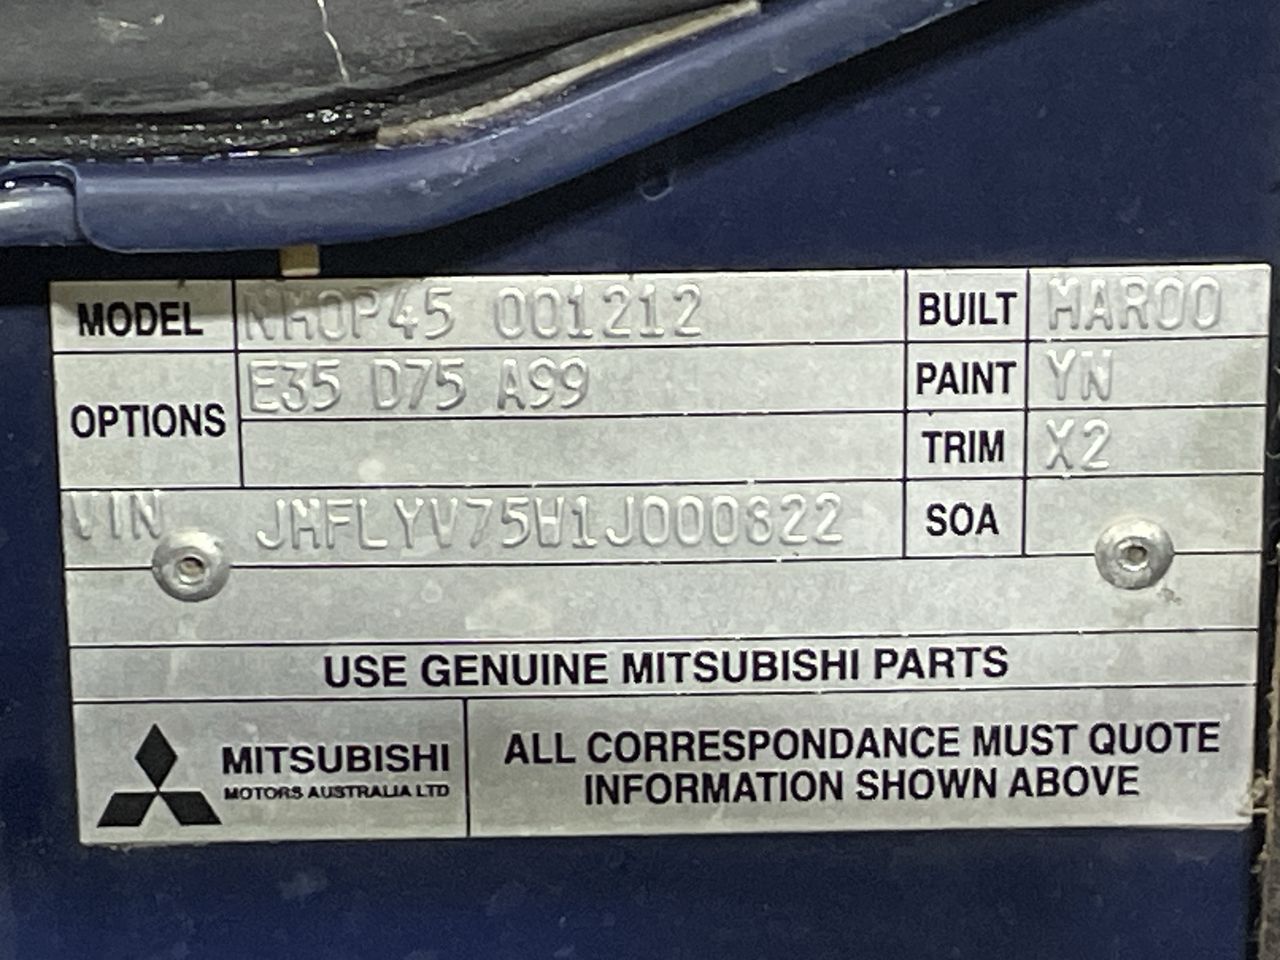 MODEL NM0P45 001212 BUILT MAR00
OPTIONS E35 D75 A99 PAINT YN
TRIM X2
VIN JMFLYV75W1J000822 SOA
USE GENUINE MITSUBISHI PARTS
MITSUBISHI
MOTORS AUSTRALIA LTD
ALL CORRESPONDANCE MUST QUOTE
INFORMATION SHOWN ABOVE